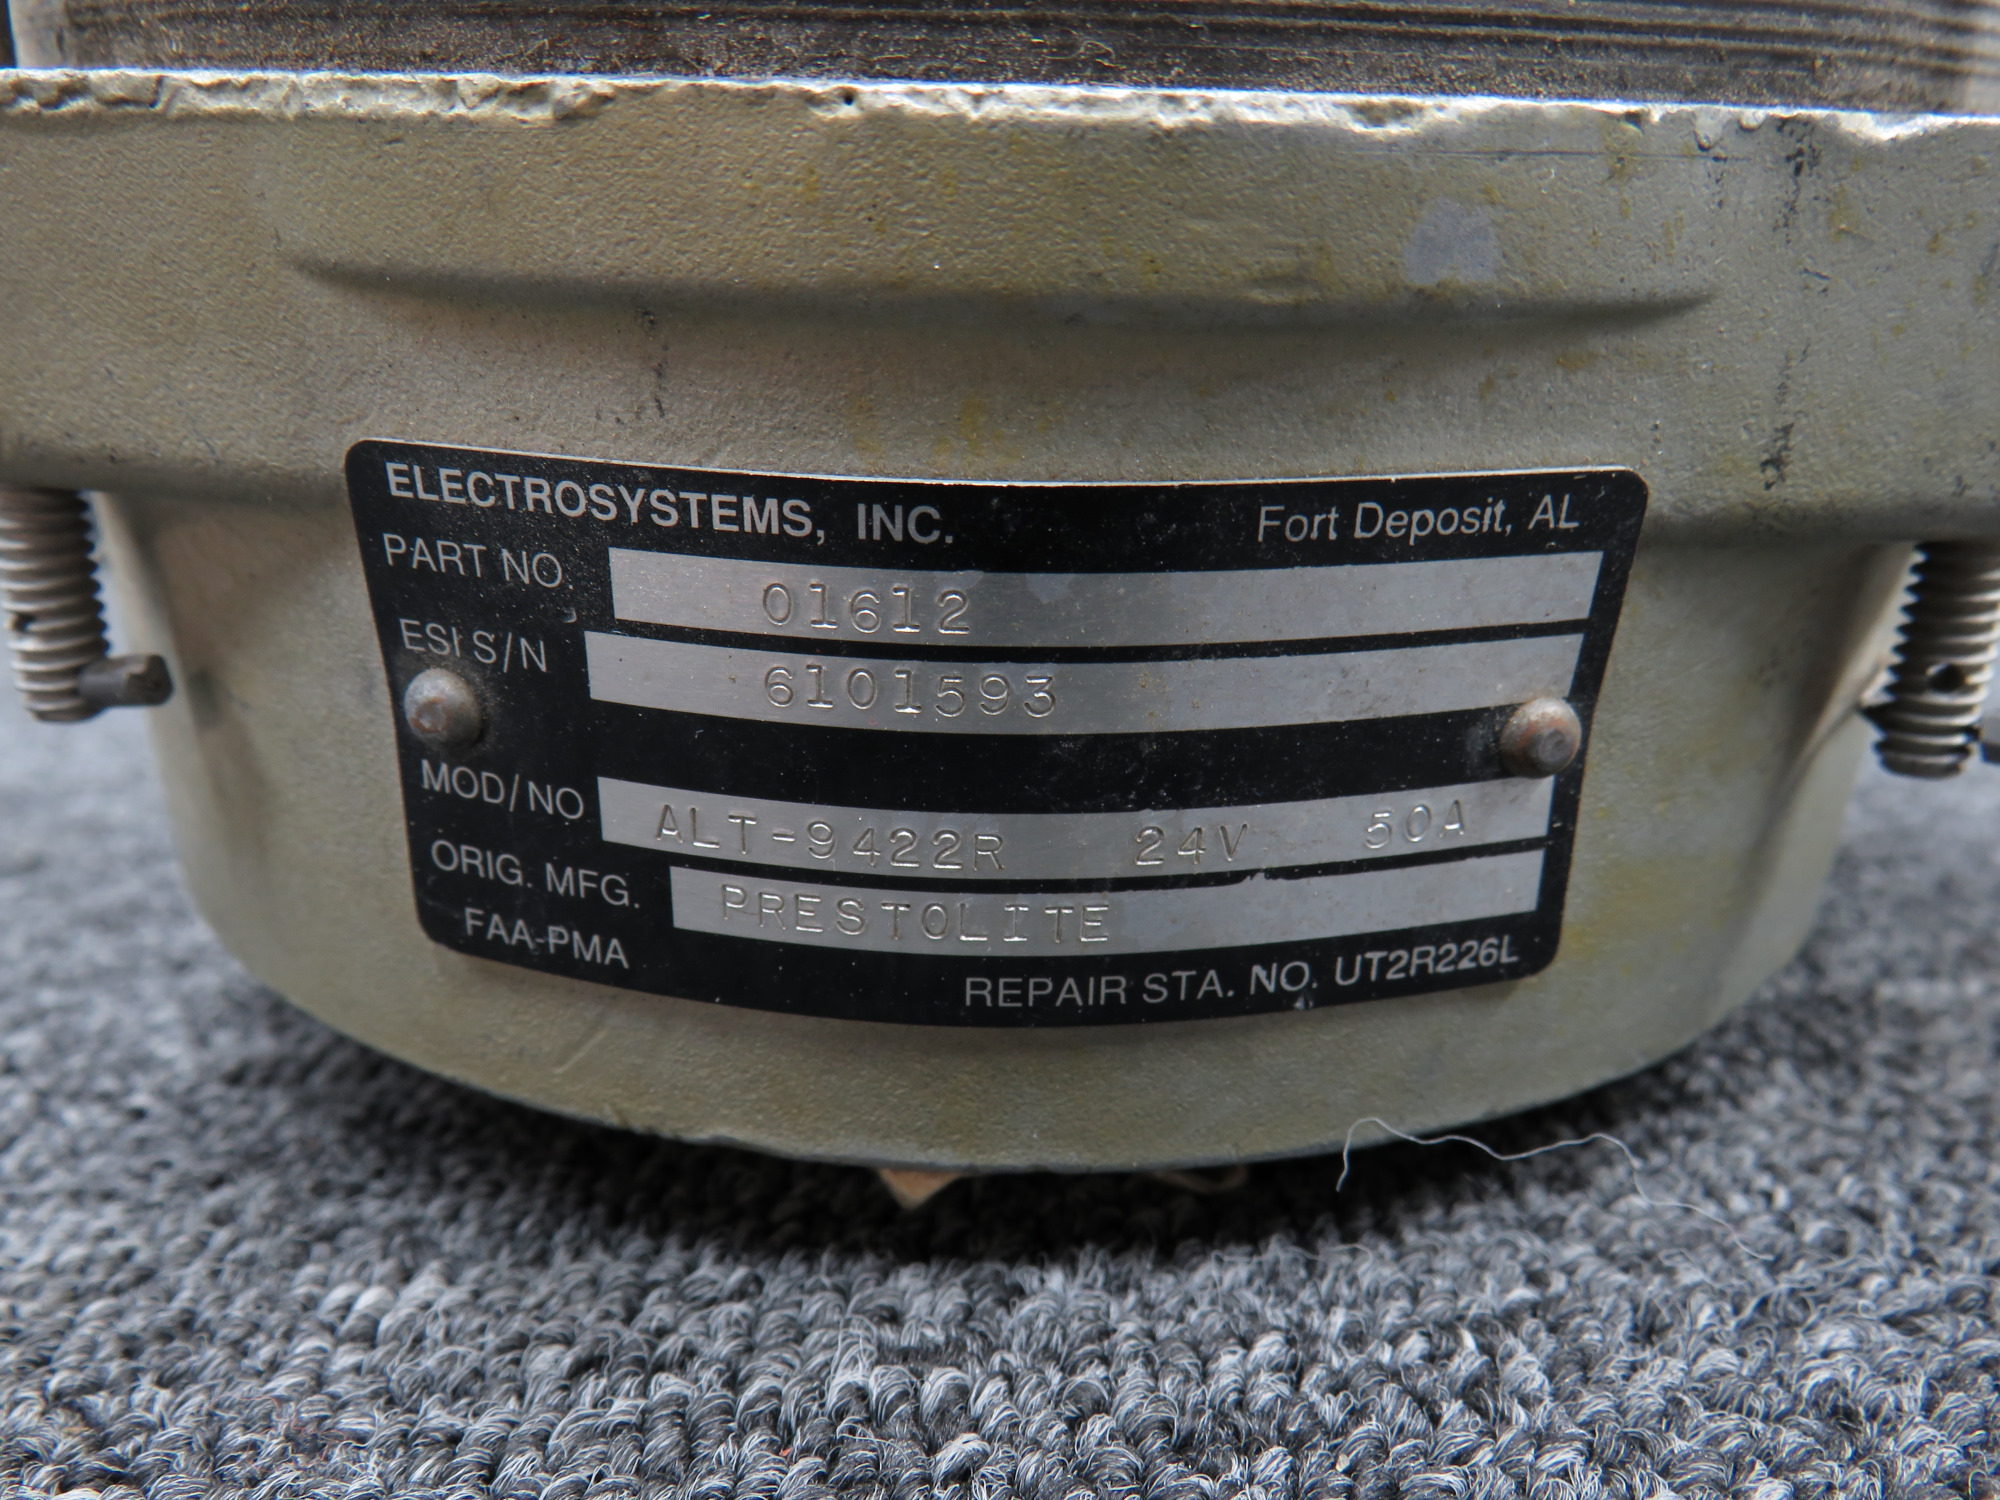 ELECTROSYSTEMS, INC. Fort Deposit, AL
PART NO. 01612
ESI S/N 6101593
MOD/NO ALT-9422R 24V 50A
ORIG. MFG. PRESTOLITE
FAA-PMA REPAIR STA. NO. UT2R226L